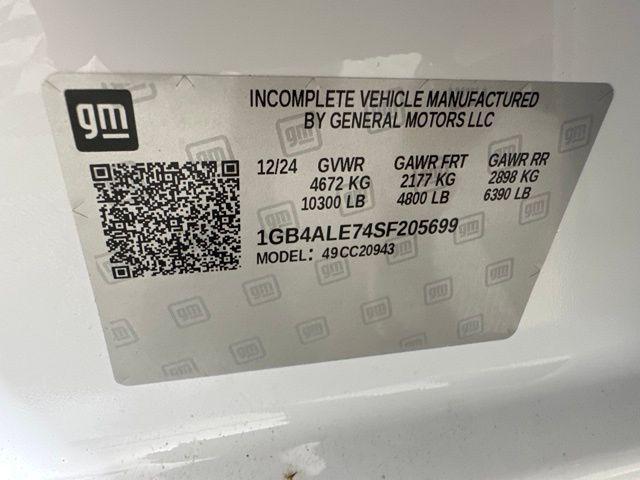 gm
INCOMPLETE VEHICLE MANUFACTURED
BY GENERAL MOTORS LLC
12/24 GVWR GAWR FRT GAWR RR
4672 KG 2177 KG 2898 KG
10300 LB 4800 LB 6390 LB
1GB4ALE74SF205699
MODEL: 49CC20943